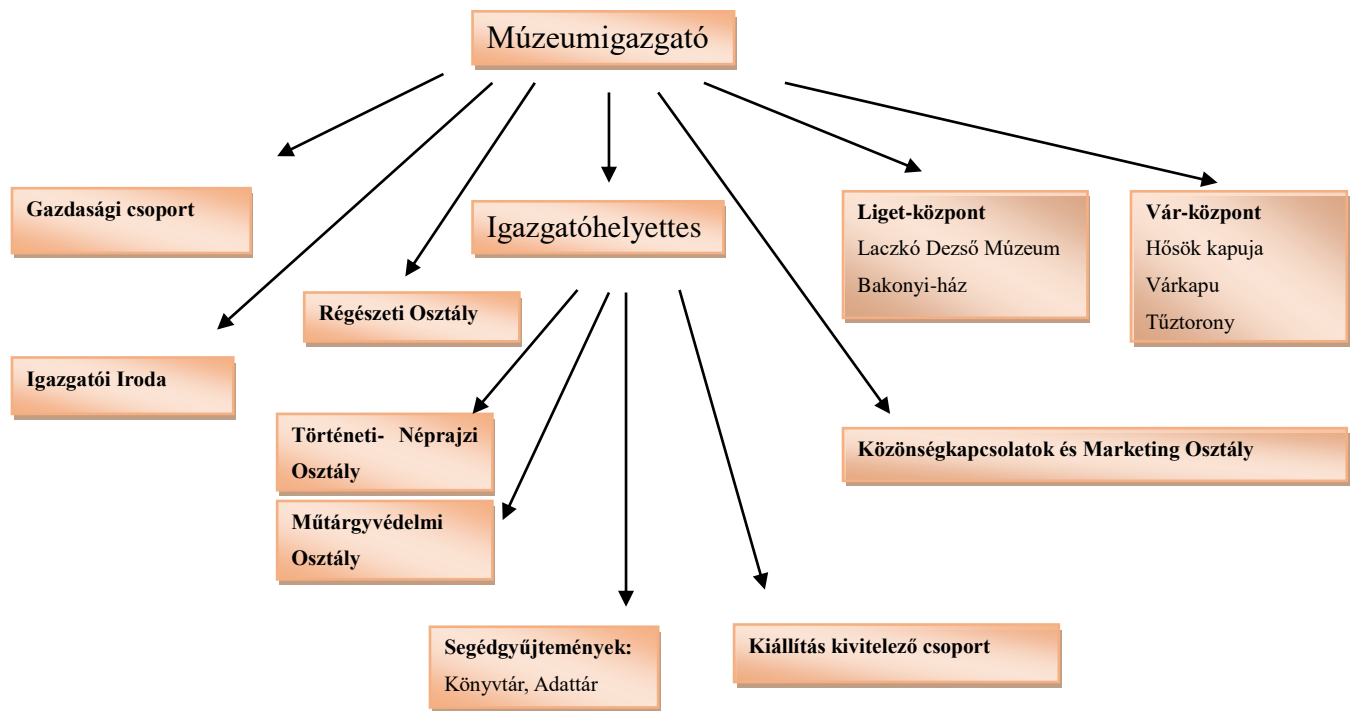 Múzeumigazgató
Gazdasági csoport
Igazgatóhelyettes
Liget-központ
Laczkó Dezső Múzeum
Bakonyi-ház
Vár-központ
Hősök kapuja
Várkapu
Tűztorony
Régészeti Osztály
Igazgatói Iroda
Történeti- Néprajzi
Osztály
Közönségkapcsolatok és Marketing Osztály
Műtárgyvédelmi
Osztály
Segédgyűjtemények:
Könyvtár, Adattár
Kiállítás kivitelező csoport